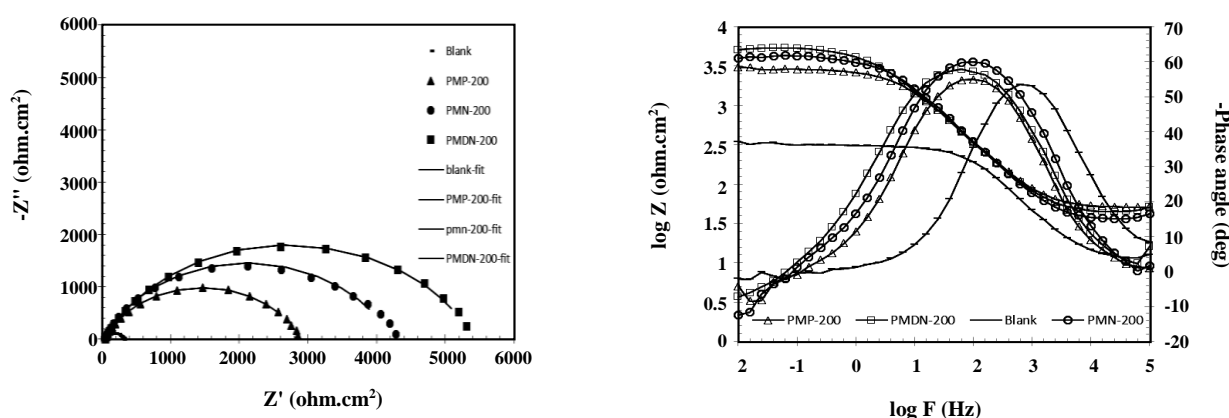 6000
5000
4000
3000
2000
1000
0
0 1000 2000 3000 4000 5000 6000
-Z'' (ohm.cm²)
Z' (ohm.cm²)
Blank
PMP-200
PMN-200
PMDN-200
blank-fit
PMP-200-fit
pmn-200-fit
PMDN-200-fit
4
3.5
3
2.5
2
1.5
1
0.5
0
log Z (ohm.cm²)
2 -1 0 1 2 3 4 5
log F (Hz)
70
60
50
40
30
20
10
0
-10
-20
-Phase angle (deg)
PMP-200 PMDN-200 Blank PMN-200